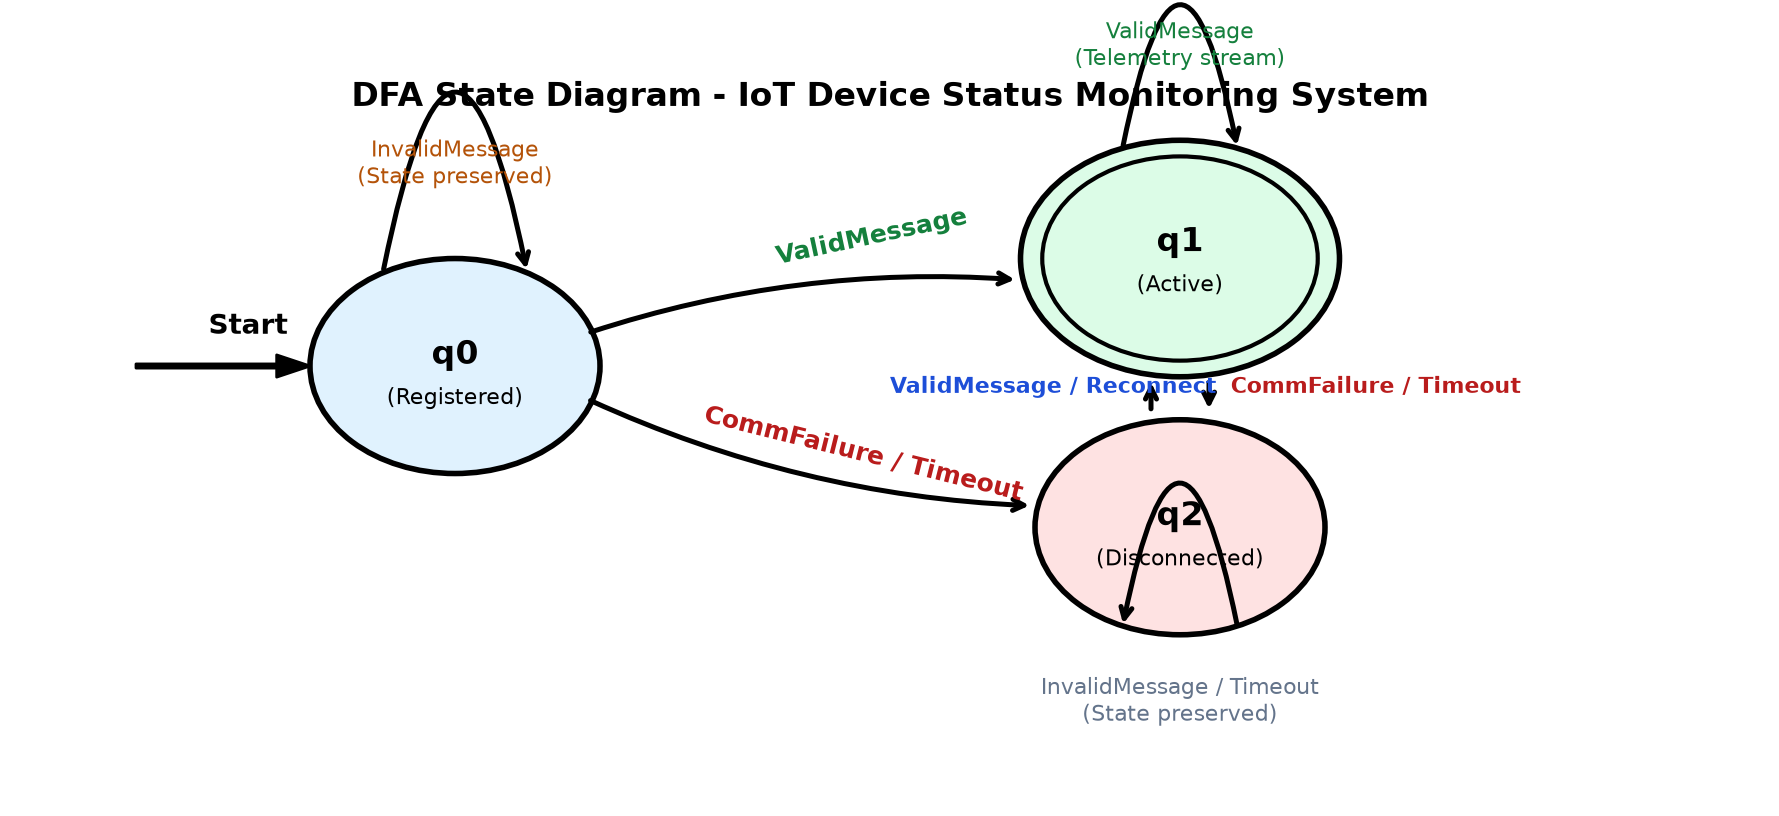 ValidMessage
(Telemetry stream)
DFA State Diagram - IoT Device Status Monitoring System
InvalidMessage
(State preserved)
ValidMessage
q1
(Active)
Start
q0
(Registered)
ValidMessage / Reconnect
CommFailure / Timeout
CommFailure / Timeout
q2
(Disconnected)
InvalidMessage / Timeout
(State preserved)